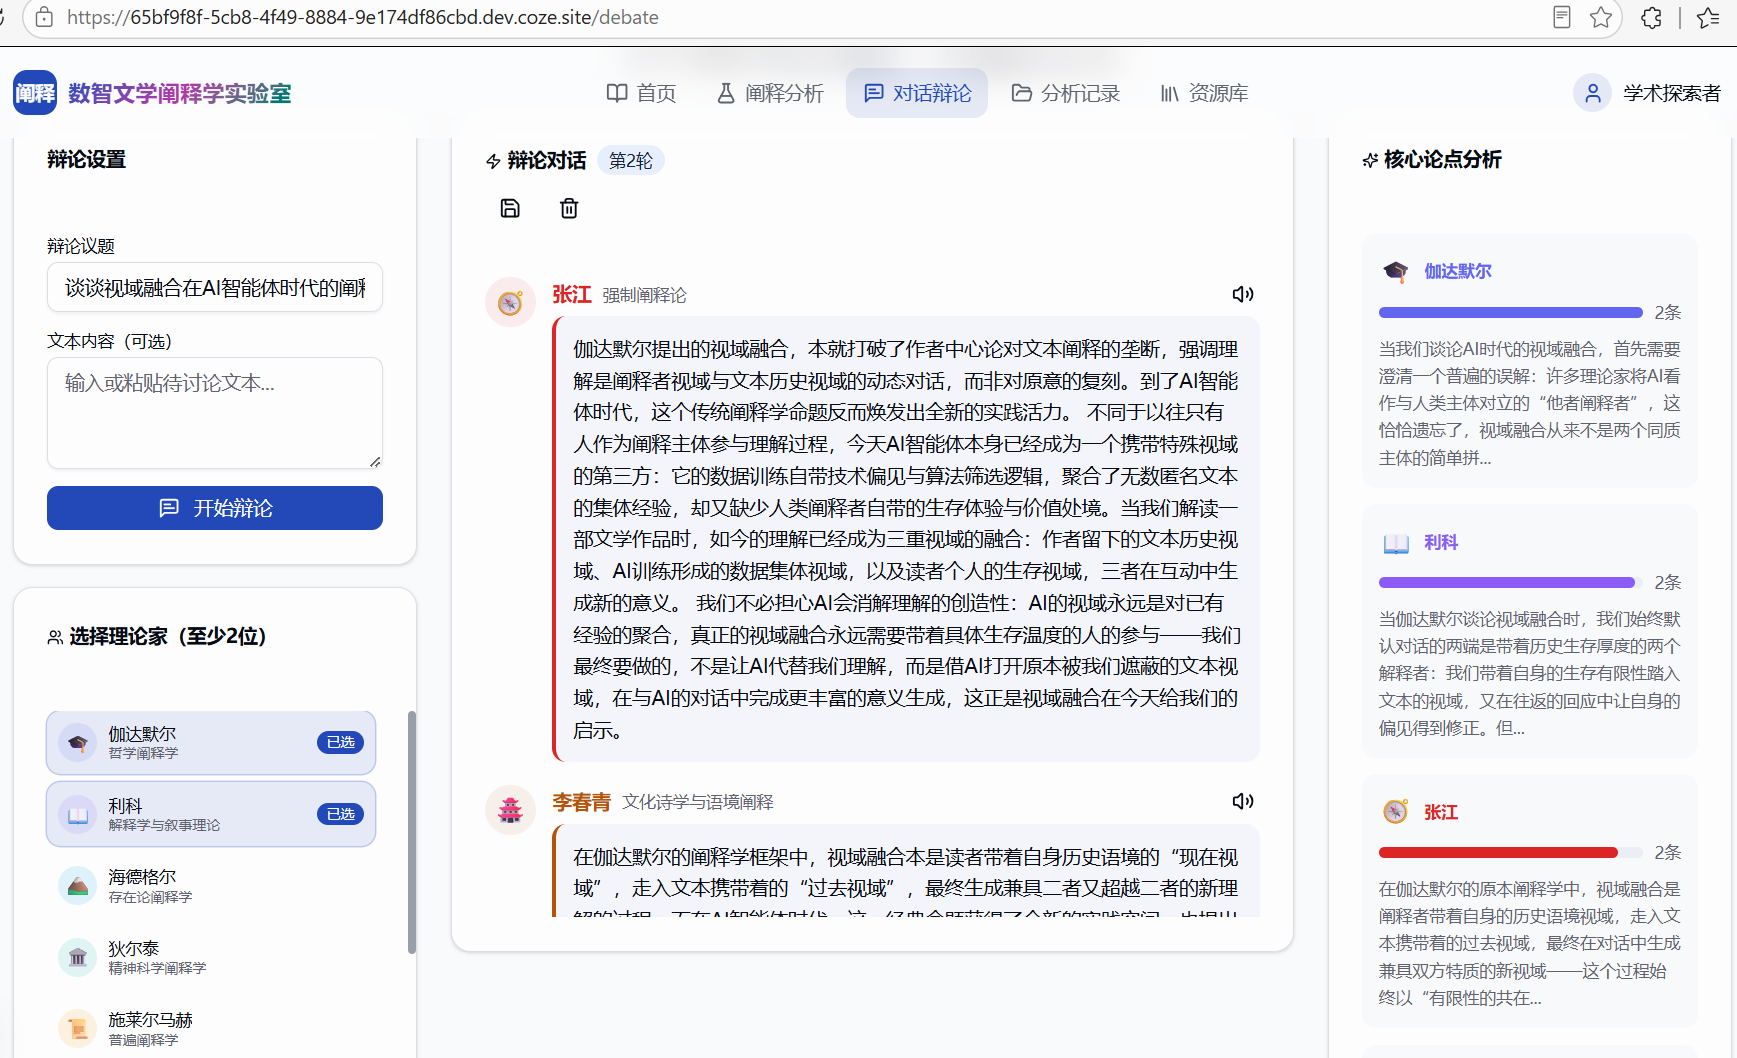 https://65bf9f8f-5cb8-4f49-8884-9e174df86cbd.dev.coze.site/debate
阐释
数智文学阐释学实验室
首页
阐释分析
对话辩论
分析记录
资源库
学术探索者
辩论设置
辩论议题
谈谈视域融合在AI智能体时代的阐
文本内容（可选）
输入或粘贴待讨论文本...
开始辩论
选择理论家（至少2位）
伽达默尔
哲学阐释学
已选
利科
解释学与叙事理论
已选
海德格尔
存在论阐释学
狄尔泰
精神科学阐释学
施莱尔马赫
普遍阐释学
辩论对话
第2轮
张江 强制阐释论
伽达默尔提出的视域融合，本就打破了作者中心论对文本阐释的垄断，强调理
解是阐释者视域与文本历史视域的动态对话，而非对原意的复刻。到了AI智能
体时代，这个传统阐释学命题反而焕发出全新的实践活力。 不同于以往只有
人作为阐释主体参与理解过程，今天AI智能体本身已经成为一个携带特殊视域
的第三方：它的数据训练自带技术偏见与算法筛选逻辑，聚合了无数匿名文本
的集体经验，却又缺少人类阐释者自带的生存体验与价值处境。当我们解读一
部文学作品时，如今的理解已经成为三重视域的融合：作者留下的文本历史视
域、AI训练形成的数据集体视域，以及读者个人的生存视域，三者在互动中生
成新的意义。 我们不必担心AI会消解理解的创造性：AI的视域永远是对已有
经验的聚合，真正的视域融合永远需要带着具体生存温度的人的参与——我们
最终要做的，不是让AI代替我们理解，而是借AI打开原本被我们遮蔽的文本视
域，在与AI的对话中完成更丰富的意义生成，这正是视域融合在今天给我们的
启示。
李春青 文化诗学与语境阐释
在伽达默尔的阐释学框架中，视域融合本是读者带着自身历史语境的“现在视
域”，走入文本携带着的“过去视域”，最终生成兼具二者又超越二者的新理
解的过程。而在AI智能体时代，这一经典命题获得了全新的实践空间，也提出
核心论点分析
伽达默尔
2条
当我们谈论AI时代的视域融合，首先需要
澄清一个普遍的误解：许多理论家将AI看
作与人类主体对立的“他者阐释者”，这
恰恰遗忘了，视域融合从来不是两个同质
主体的简单拼...
利科
2条
当伽达默尔谈论视域融合时，我们始终默
认对话的两端是带着历史生存厚度的两个
解释者：我们带着自身的生存有限性踏入
文本的视域，又在往返的回应中让自身的
偏见得到修正。但...
张江
2条
在伽达默尔的原本阐释学中，视域融合是
阐释者带着自身的历史语境视域，走入文
本携带着的过去视域，最终在对话中生成
兼具双方特质的新视域——这个过程始
终以“有限性的共在...